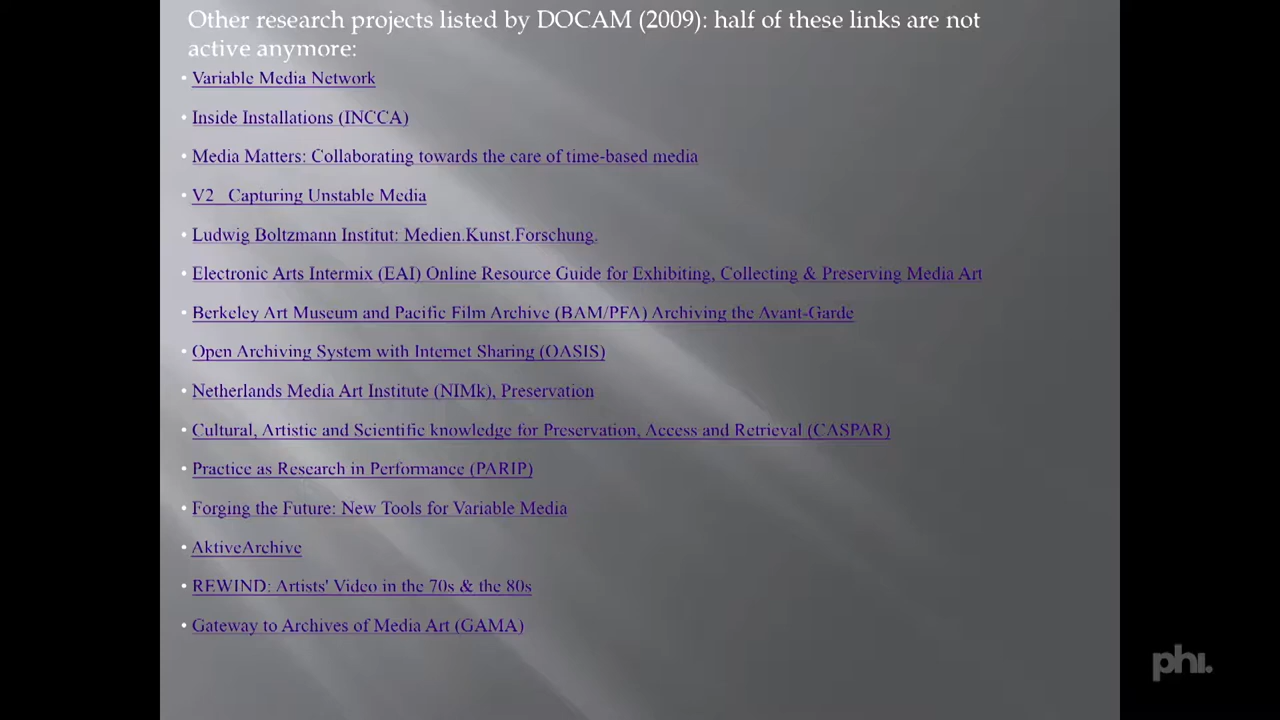 Other research projects listed by DOCAM (2009): half of these links are not
active anymore:
• Variable Media Network
• Inside Installations (INCCA)
• Media Matters: Collaborating towards the care of time-based media
• V2_ Capturing Unstable Media
• Ludwig Boltzmann Institut: Medien.Kunst.Forschung.
• Electronic Arts Intermix (EAI) Online Resource Guide for Exhibiting, Collecting & Preserving Media Art
• Berkeley Art Museum and Pacific Film Archive (BAM/PFA) Archiving the Avant-Garde
• Open Archiving System with Internet Sharing (OASIS)
• Netherlands Media Art Institute (NIMk), Preservation
• Cultural, Artistic and Scientific knowledge for Preservation, Access and Retrieval (CASPAR)
• Practice as Research in Performance (PARIP)
• Forging the Future: New Tools for Variable Media
• AktiveArchive
• REWIND: Artists' Video in the 70s & the 80s
• Gateway to Archives of Media Art (GAMA)
phi.